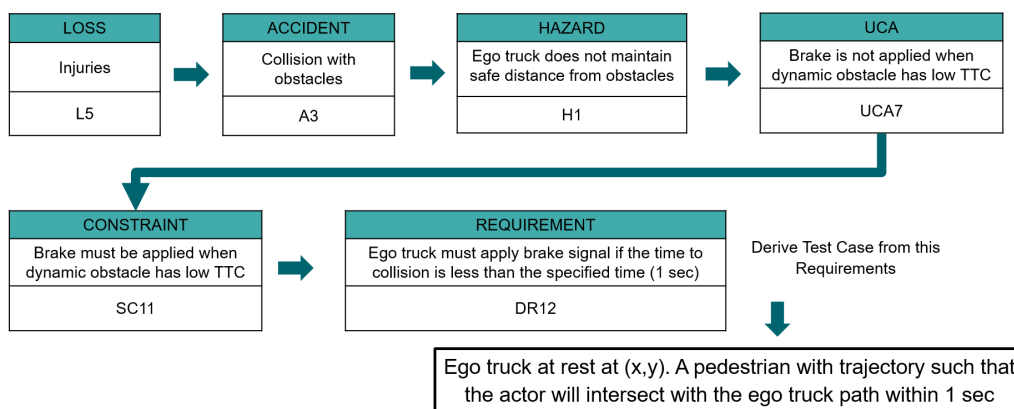 LOSS
Injuries
L5
ACCIDENT
Collision with
obstacles
A3
HAZARD
Ego truck does not maintain
safe distance from obstacles
H1
UCA
Brake is not applied when
dynamic obstacle has low TTC
UCA7
CONSTRAINT
Brake must be applied when
dynamic obstacle has low TTC
SC11
REQUIREMENT
Ego truck must apply brake signal if the time to
collision is less than the specified time (1 sec)
DR12
Derive Test Case from this
Requirements
Ego truck at rest at (x,y). A pedestrian with trajectory such that
the actor will intersect with the ego truck path within 1 sec